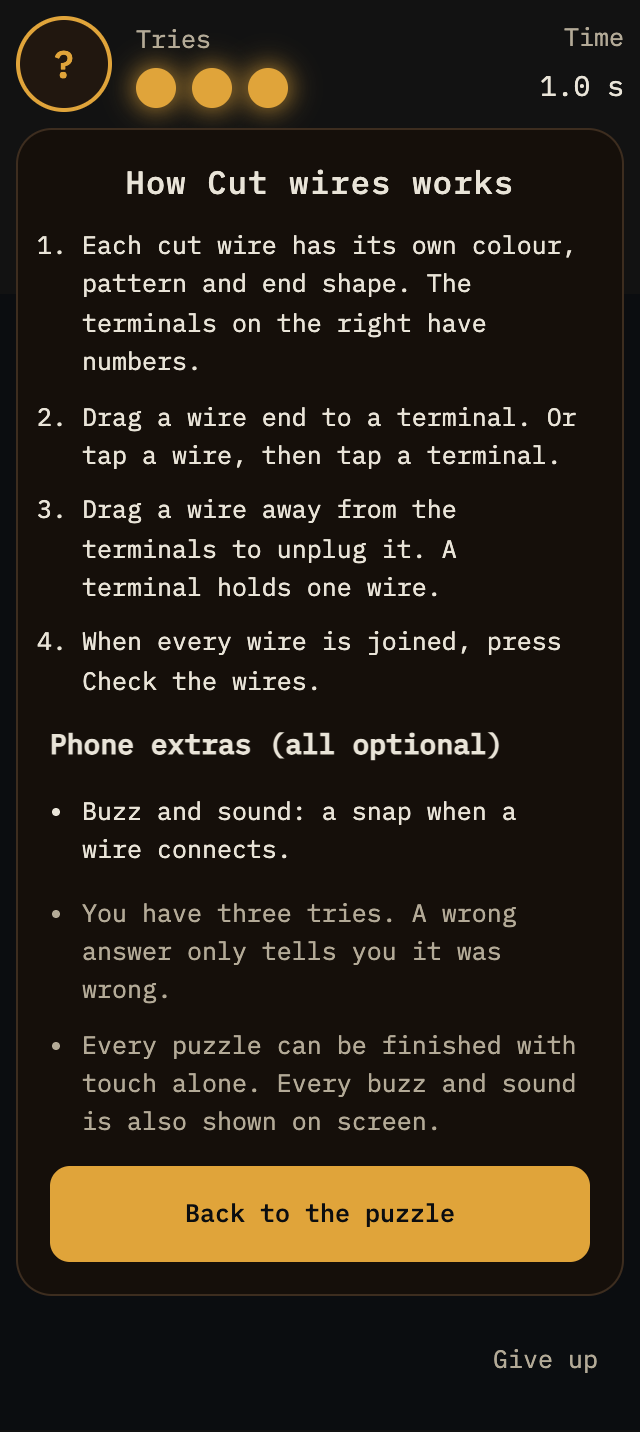 ?
Tries
Time
1.0 s
How Cut wires works
1. Each cut wire has its own colour,
pattern and end shape. The
terminals on the right have
numbers.
2. Drag a wire end to a terminal. Or
tap a wire, then tap a terminal.
3. Drag a wire away from the
terminals to unplug it. A
terminal holds one wire.
4. When every wire is joined, press
Check the wires.
Phone extras (all optional)
• Buzz and sound: a snap when a
wire connects.
• You have three tries. A wrong
answer only tells you it was
wrong.
• Every puzzle can be finished with
touch alone. Every buzz and sound
is also shown on screen.
Back to the puzzle
Give up